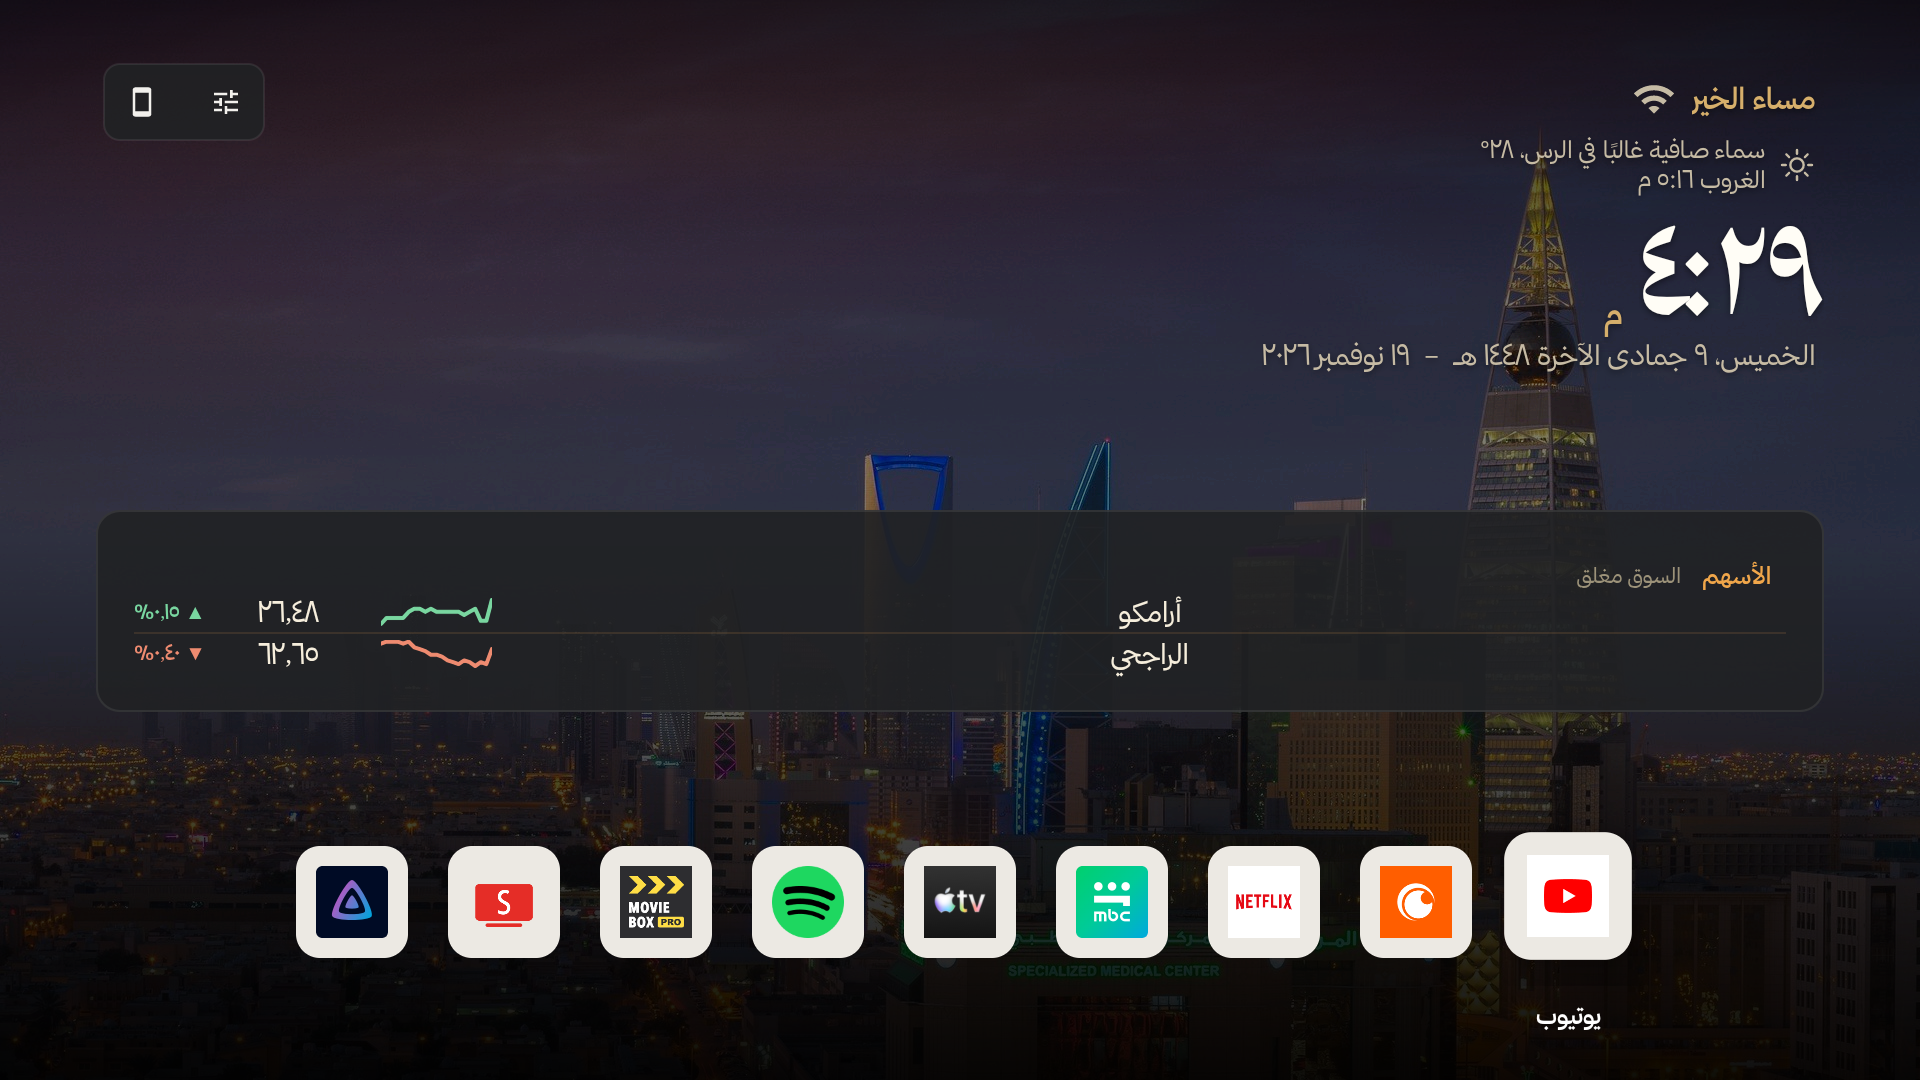 مساء الخير
سماء صافية غالبًا في الرس، ٢٨°
الغروب ٥:١٦ م
٤:٢٩ م
الخميس، ٩ جمادى الآخرة ١٤٤٨ هـ – ١٩ نوفمبر ٢٠٢٦
الأسهم السوق مغلق
أرامكو ٢٦,٤٨ ▲ ٠,١٥%
الراجحي ٦٢,٦٥ ▼ ٠,٤٠%
NETFLIX
mbc
tv
MOVIE
BOX PRO
S
SPECIALIZED MEDICAL CENTER
يوتيوب